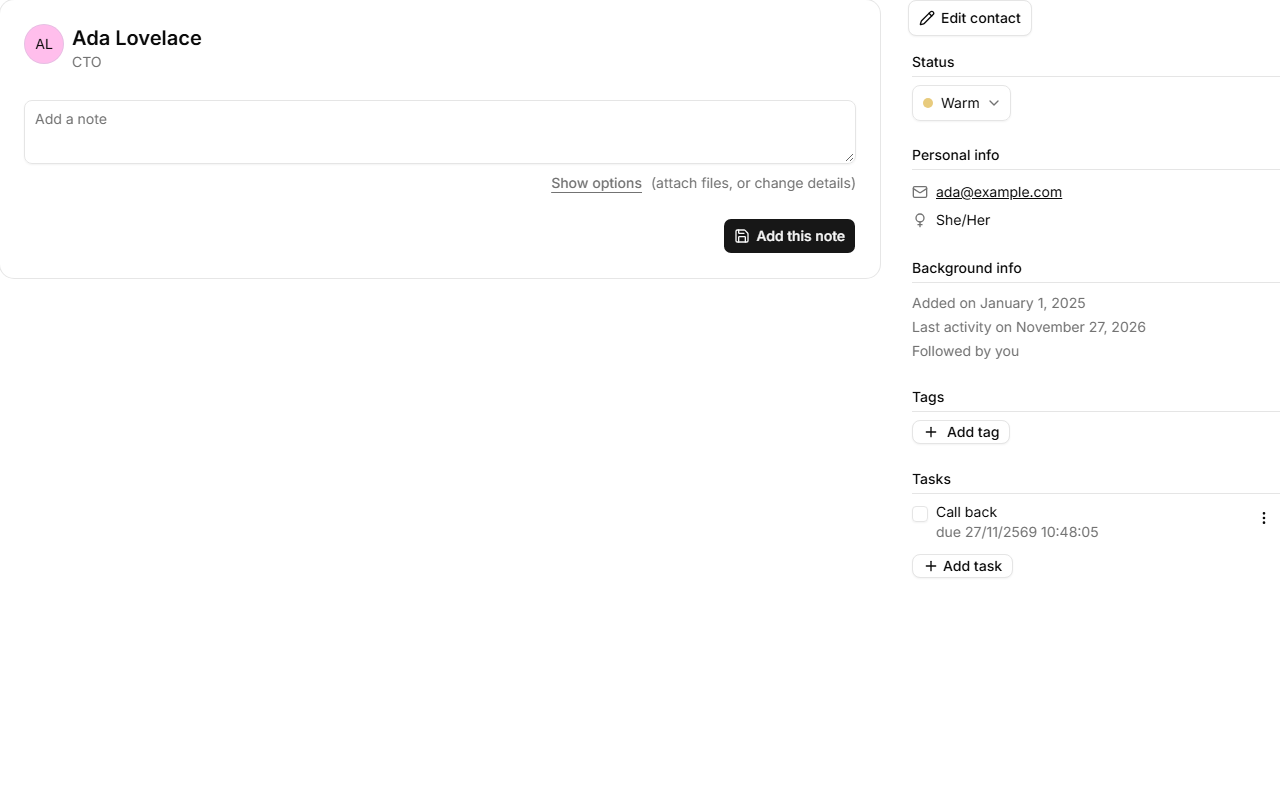 AL
Ada Lovelace
CTO
Add a note
Show options (attach files, or change details)
Add this note
Edit contact
Status
Warm
Personal info
ada@example.com
She/Her
Background info
Added on January 1, 2025
Last activity on November 27, 2026
Followed by you
Tags
Add tag
Tasks
Call back
due 27/11/2569 10:48:05
Add task